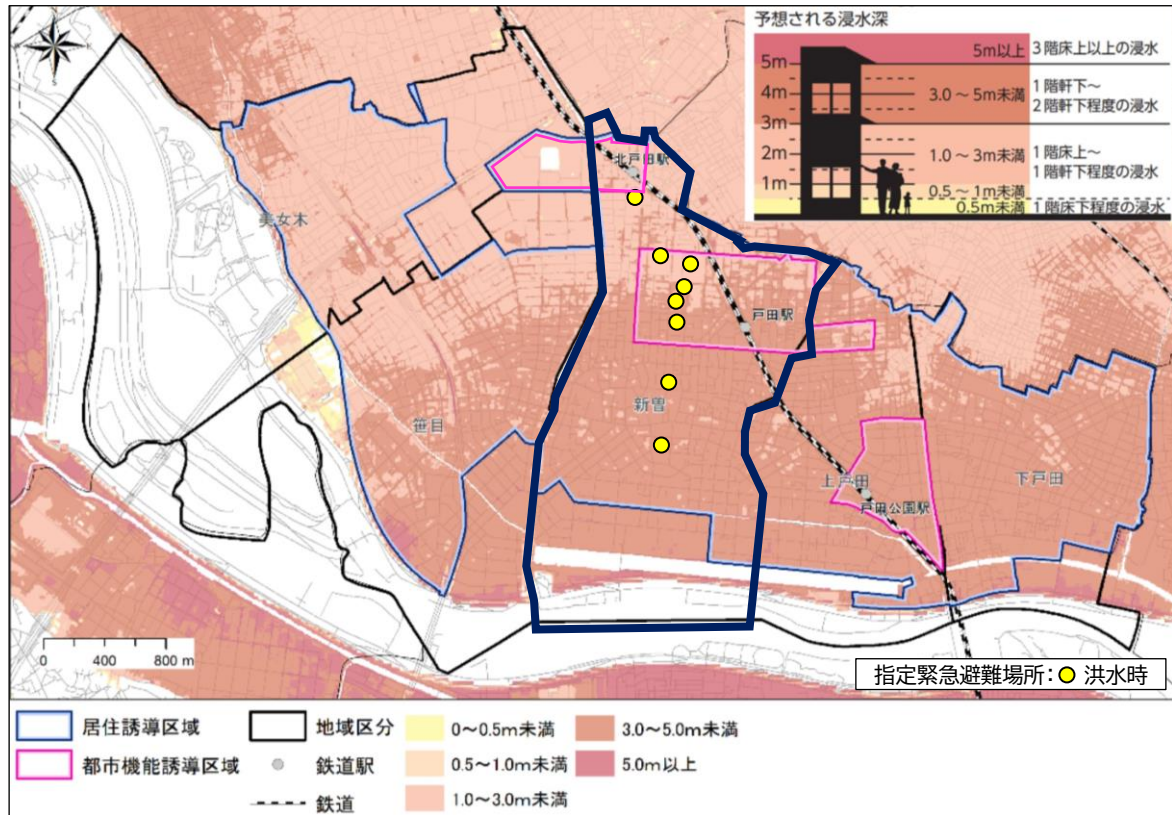 予想される浸水深
5m以上
3階床上以上の浸水
5m
4m
3.0～5m未満
1階軒下～
2階軒下程度の浸水
3m
2m
1.0～3m未満
1階床上～
1階軒下程度の浸水
1m
0.5～1m未満
0.5m未満
1階床下程度の浸水
北戸田駅
美女木
戸田駅
新曽
笹目
上戸田
戸田公園駅
下戸田
0 400 800 m
指定緊急避難場所：洪水時
居住誘導区域
都市機能誘導区域
地域区分
鉄道駅
鉄道
0～0.5m未満
0.5～1.0m未満
1.0～3.0m未満
3.0～5.0m未満
5.0m以上